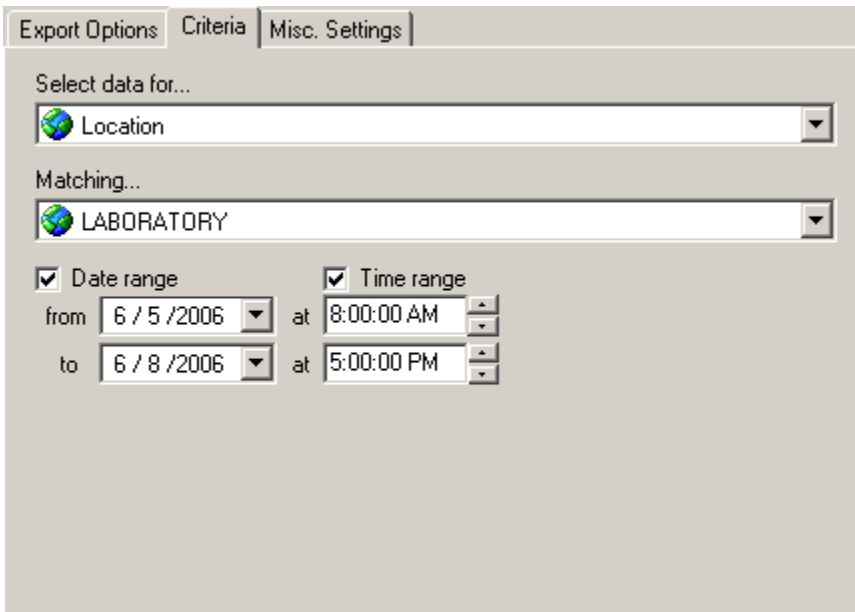 Export Options Criteria Misc. Settings
Select data for...
Location
Matching...
LABORATORY
Date range Time range
from 6 / 5 /2006 at 8:00:00 AM
to 6 / 8 /2006 at 5:00:00 PM